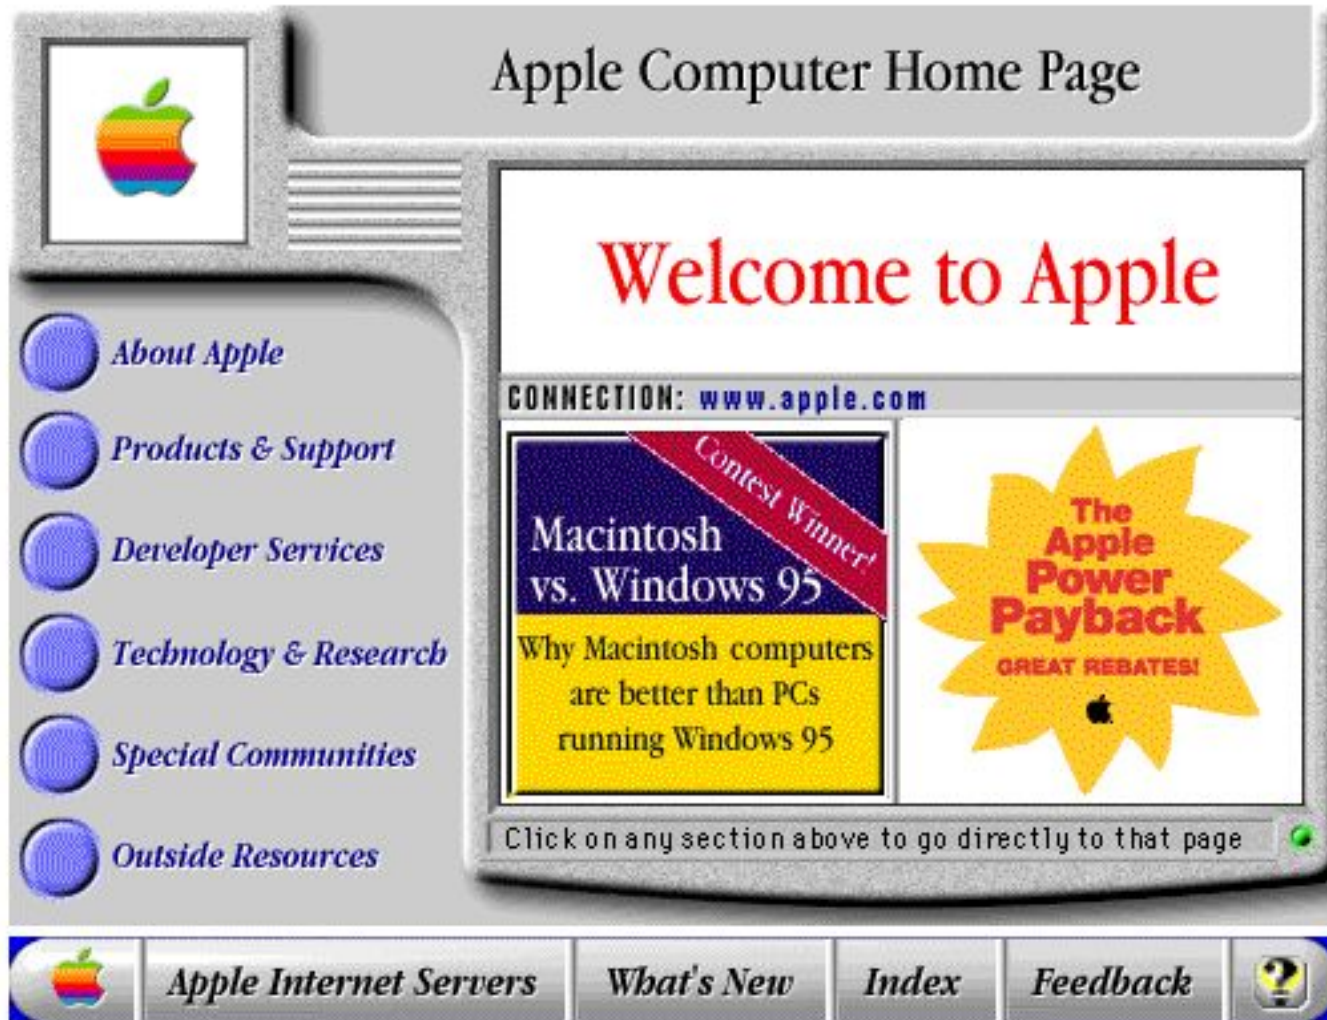 Apple Computer Home Page
Welcome to Apple
CONNECTION: www.apple.com
About Apple
Products & Support
Developer Services
Technology & Research
Special Communities
Outside Resources
Contest Winner!
Macintosh
vs. Windows 95
Why Macintosh computers
are better than PCs
running Windows 95
The
Apple
Power
Payback
GREAT REBATES!
Click on any section above to go directly to that page
Apple Internet Servers
What's New
Index
Feedback
?